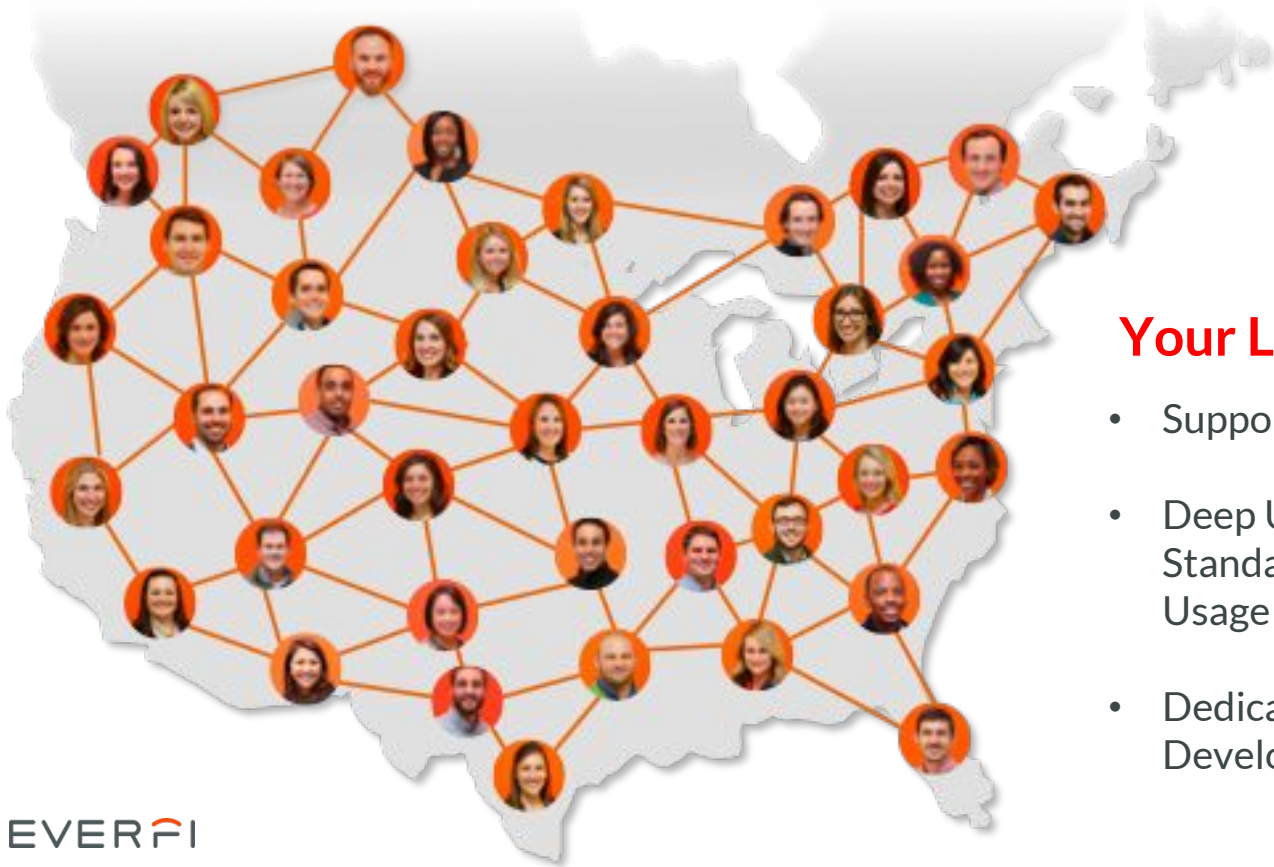 Your L
• Suppo
• Deep U
Standa
Usage
• Dedica
Develo
EVERFI